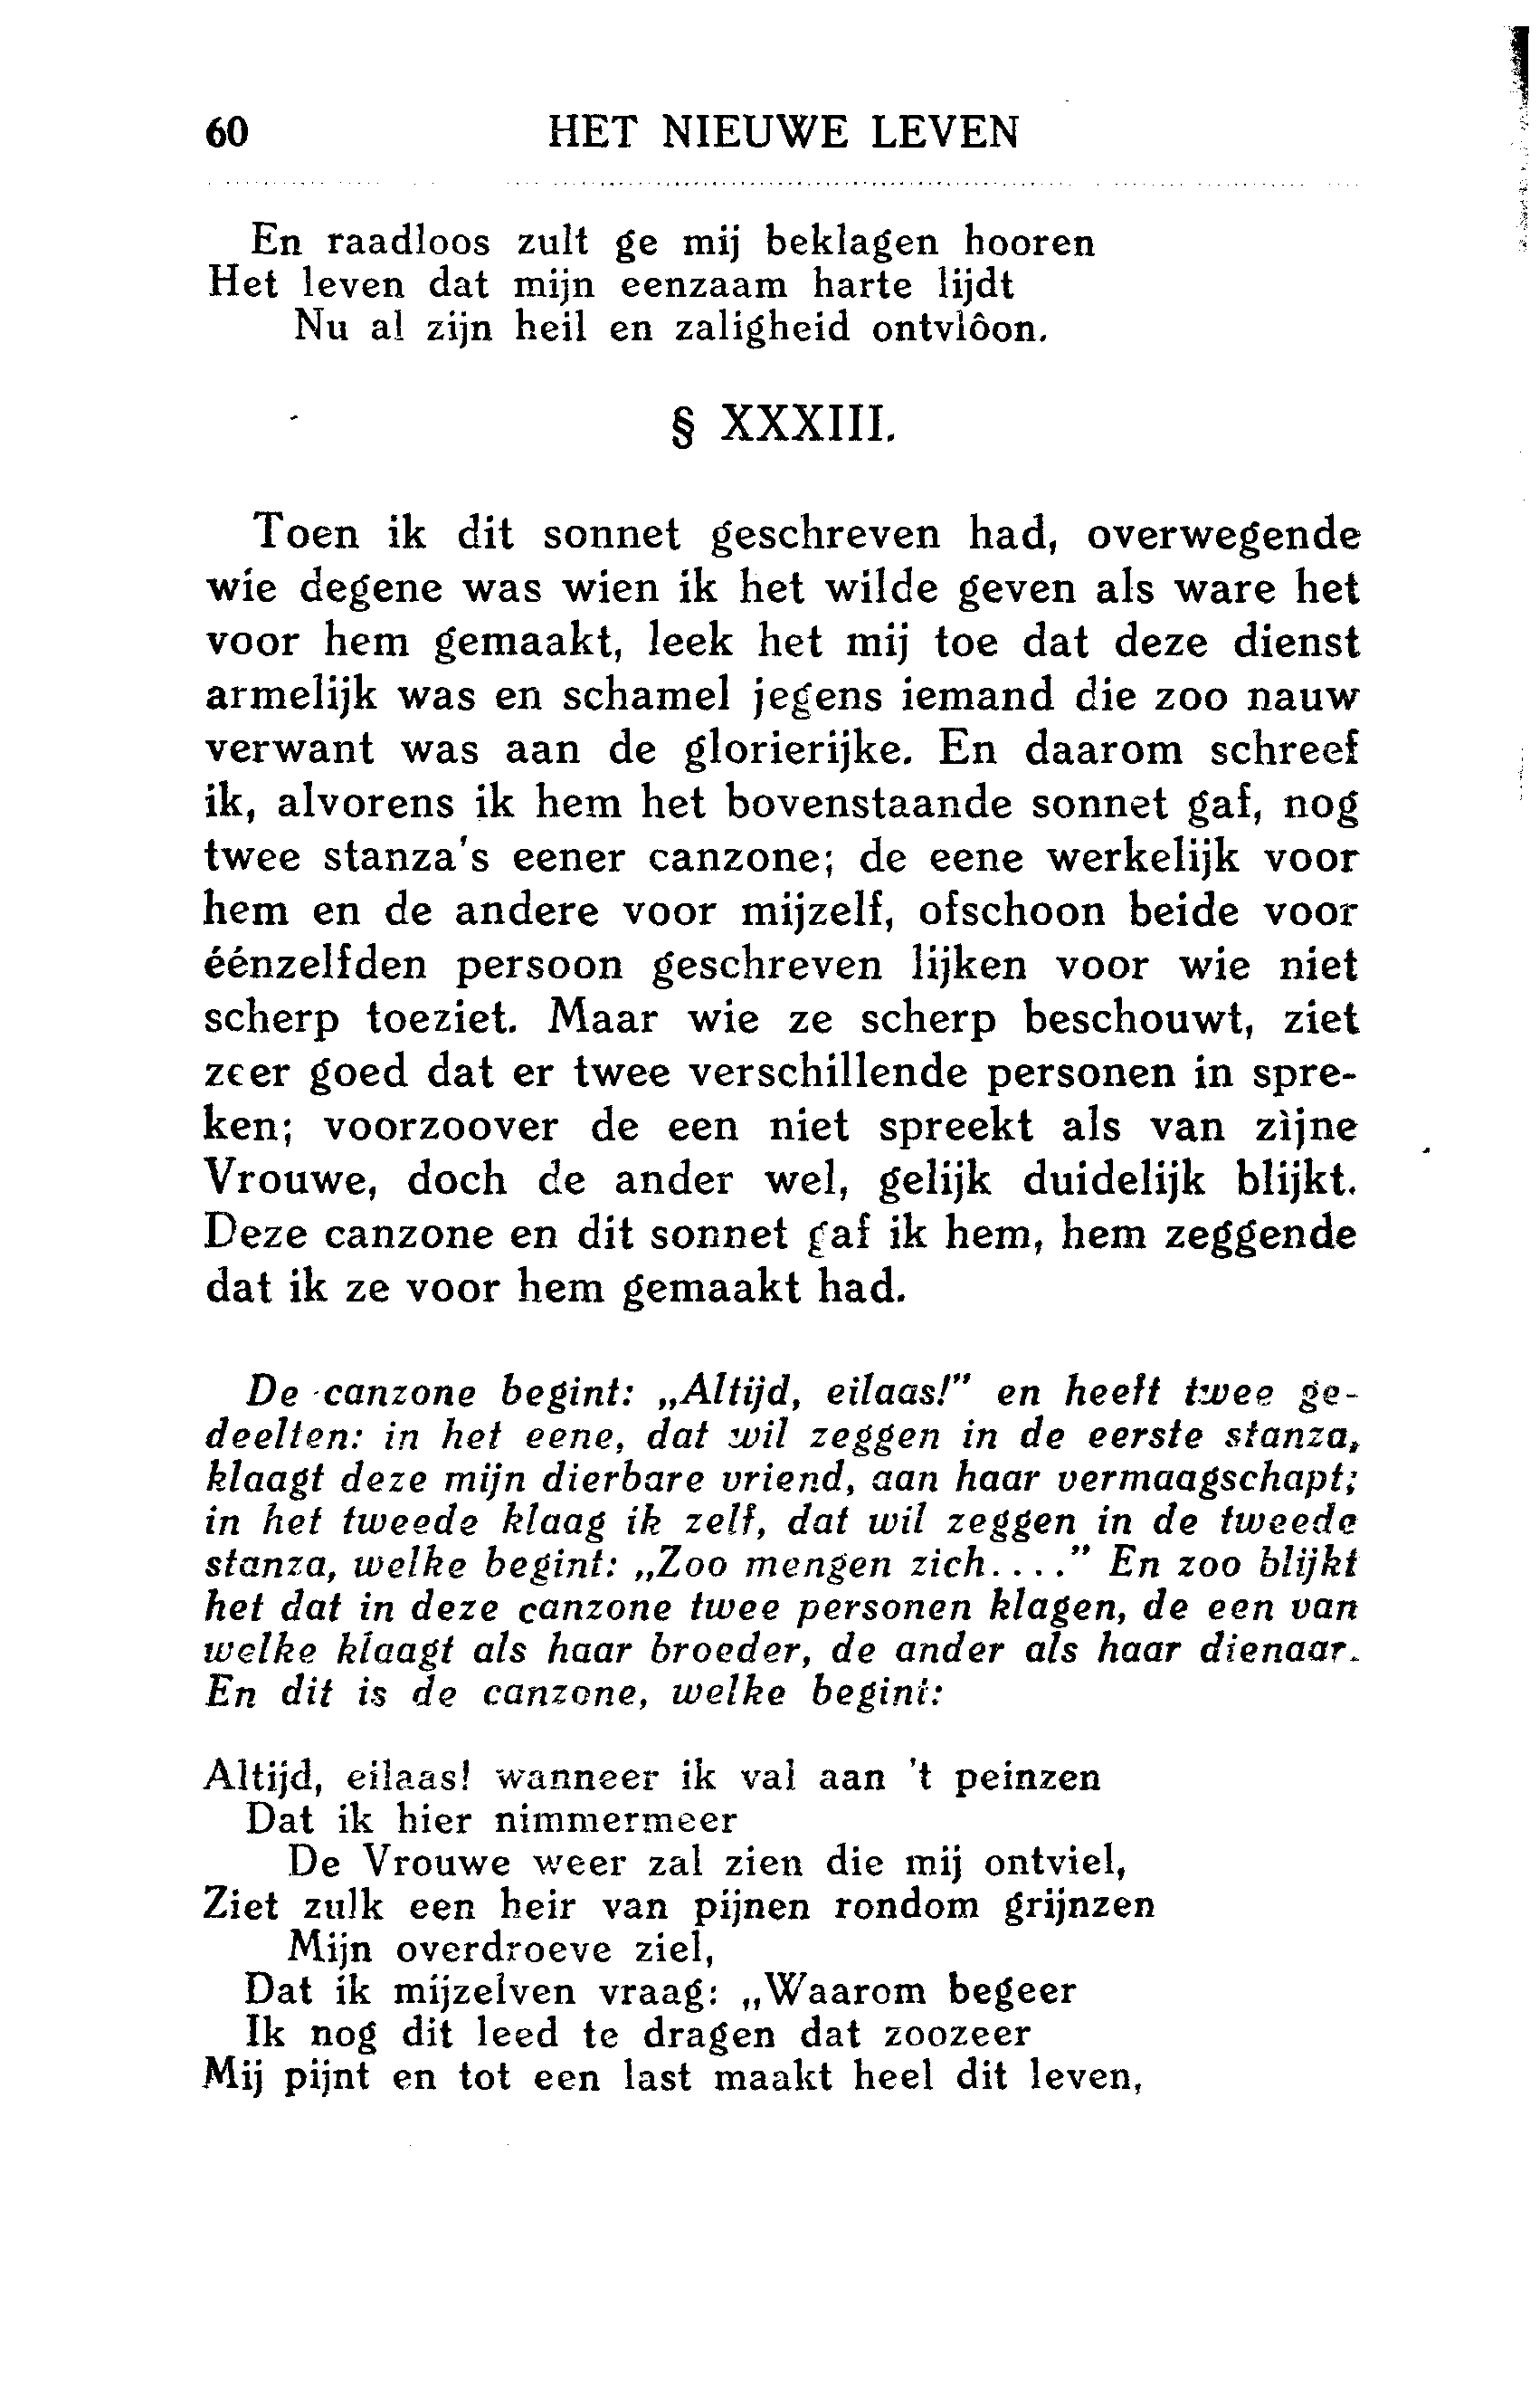 60 HET NIEUWE LEVEN
En raadloos zult ge mij beklagen hooren
Het leven dat mijn eenzaam harte lijdt
Nu al zijn heil en zaligheid ontvlôon.
§ XXXIII.
Toen ik dit sonnet geschreven had, overwegende
wie degene was wien ik het wilde geven als ware het
voor hem gemaakt, leek het mij toe dat deze dienst
armelijk was en schamel jegens iemand die zoo nauw
verwant was aan de glorierijke. En daarom schreef
ik, alvorens ik hem het bovenstaande sonnet gaf, nog
twee stanza's eener canzone; de eene werkelijk voor
hem en de andere voor mijzelf, ofschoon beide voor
éénzelfden persoon geschreven lijken voor wie niet
scherp toeziet. Maar wie ze scherp beschouwt, ziet
zeer goed dat er twee verschillende personen in spre-
ken; voorzoover de een niet spreekt als van zijne
Vrouwe, doch de ander wel, gelijk duidelijk blijkt.
Deze canzone en dit sonnet gaf ik hem, hem zeggende
dat ik ze voor hem gemaakt had.
De canzone begint: „Altijd, eilaas!” en heeft twee ge-
deelten: in het eene, dat wil zeggen in de eerste stanza,
klaagt deze mijn dierbare vriend, aan haar vermaagschapt;
in het tweede klaag ik zelf, dat wil zeggen in de tweede
stanza, welke begint: „Zoo mengen zich....” En zoo blijkt
het dat in deze canzone twee personen klagen, de een van
welke klaagt als haar broeder, de ander als haar dienaar.
En dit is de canzone, welke begint:
Altijd, eilaas! wanneer ik val aan 't peinzen
Dat ik hier nimmermeer
De Vrouwe weer zal zien die mij ontviel,
Ziet zulk een heir van pijnen rondom grijnzen
Mijn overdroeve ziel,
Dat ik mijzelven vraag: „Waarom begeer
Ik nog dit leed te dragen dat zoozeer
Mij pijnt en tot een last maakt heel dit leven,